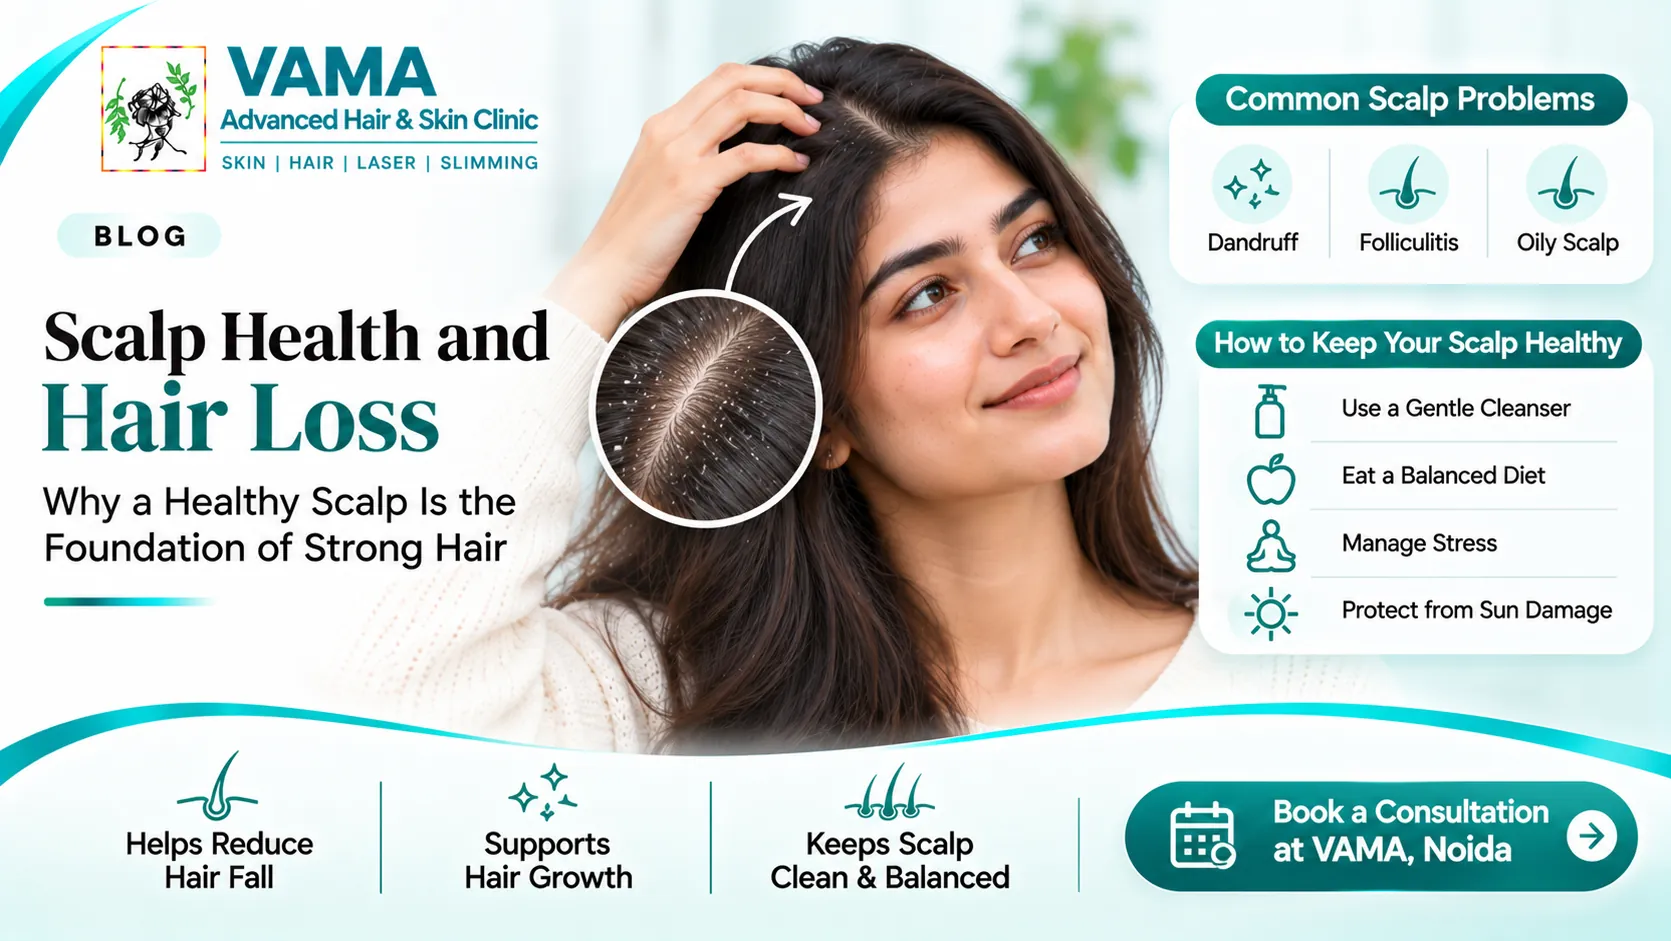 VAMA
Advanced Hair & Skin Clinic
SKIN | HAIR | LASER | SLIMMING
BLOG
Scalp Health and
Hair Loss
Why a Healthy Scalp Is the
Foundation of Strong Hair
Common Scalp Problems
Dandruff
Folliculitis
Oily Scalp
How to Keep Your Scalp Healthy
Use a Gentle Cleanser
Eat a Balanced Diet
Manage Stress
Protect from Sun Damage
Helps Reduce
Hair Fall
Supports
Hair Growth
Keeps Scalp
Clean & Balanced
Book a Consultation
at VAMA, Noida